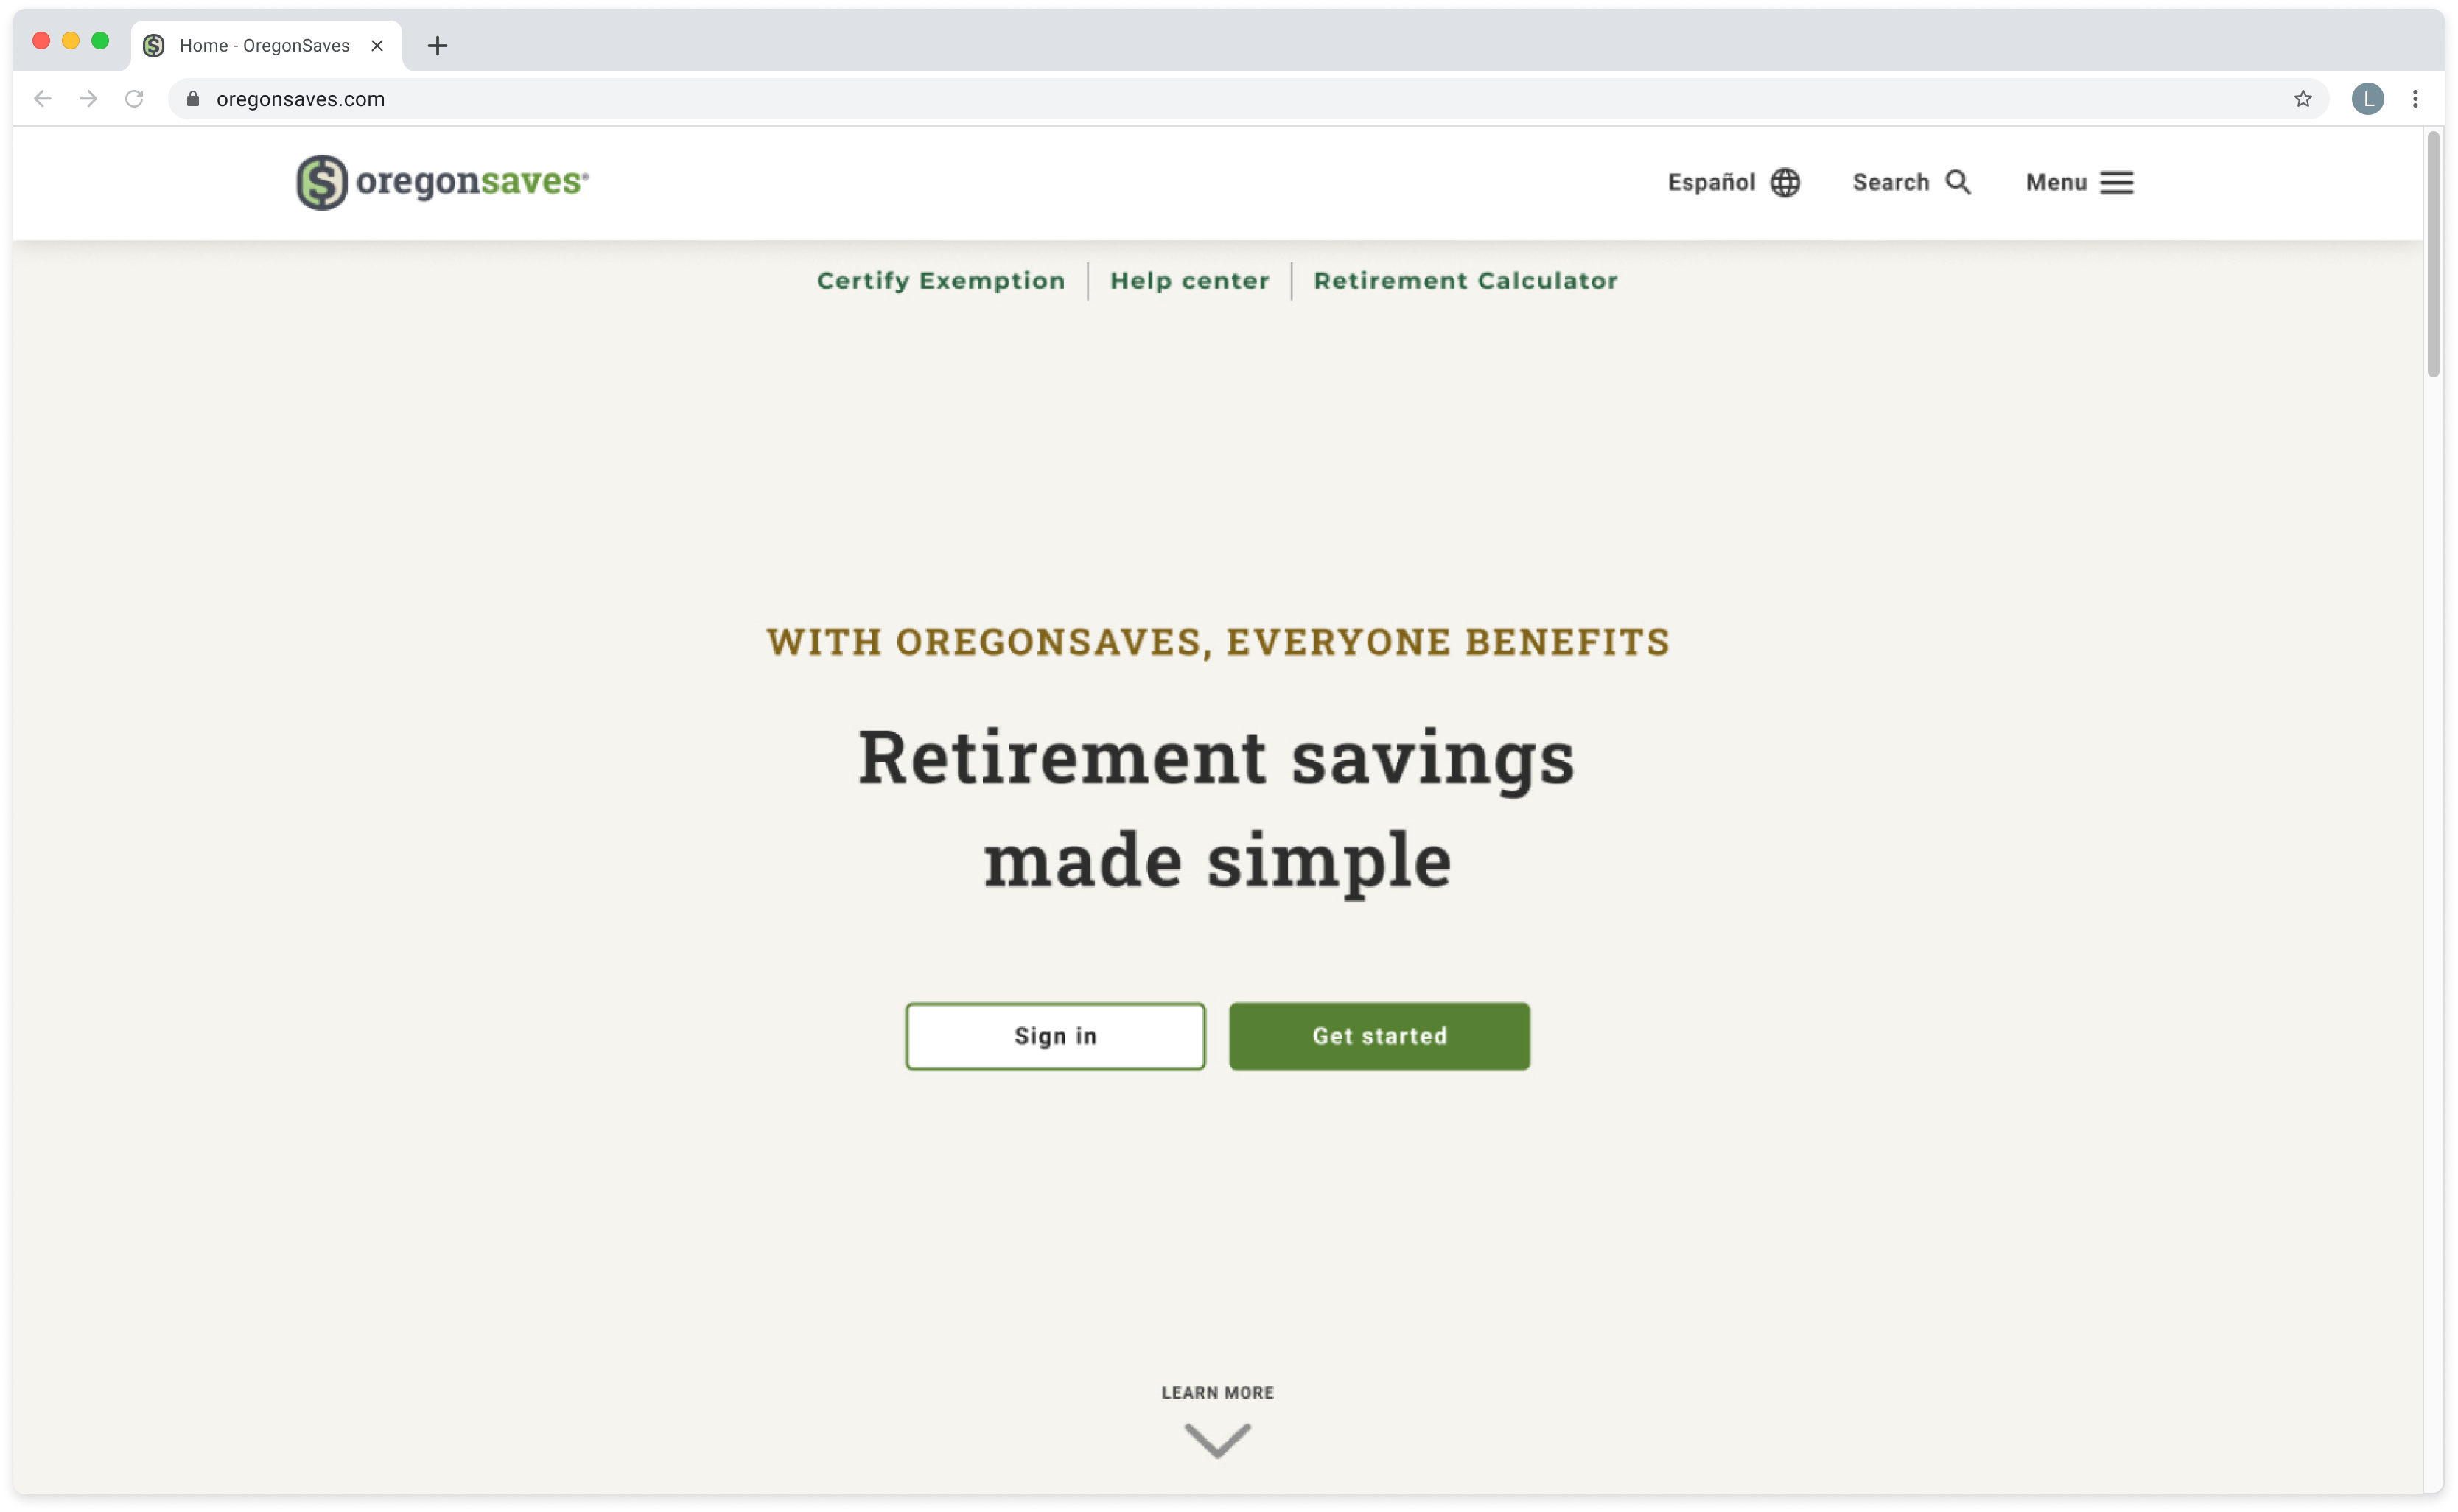 Home - OregonSaves
oregonsaves.com
L
oregonsaves®
Español
Search
Menu
Certify Exemption
Help center
Retirement Calculator
WITH OREGONSAVES, EVERYONE BENEFITS
Retirement savings
made simple
Sign in
Get started
LEARN MORE